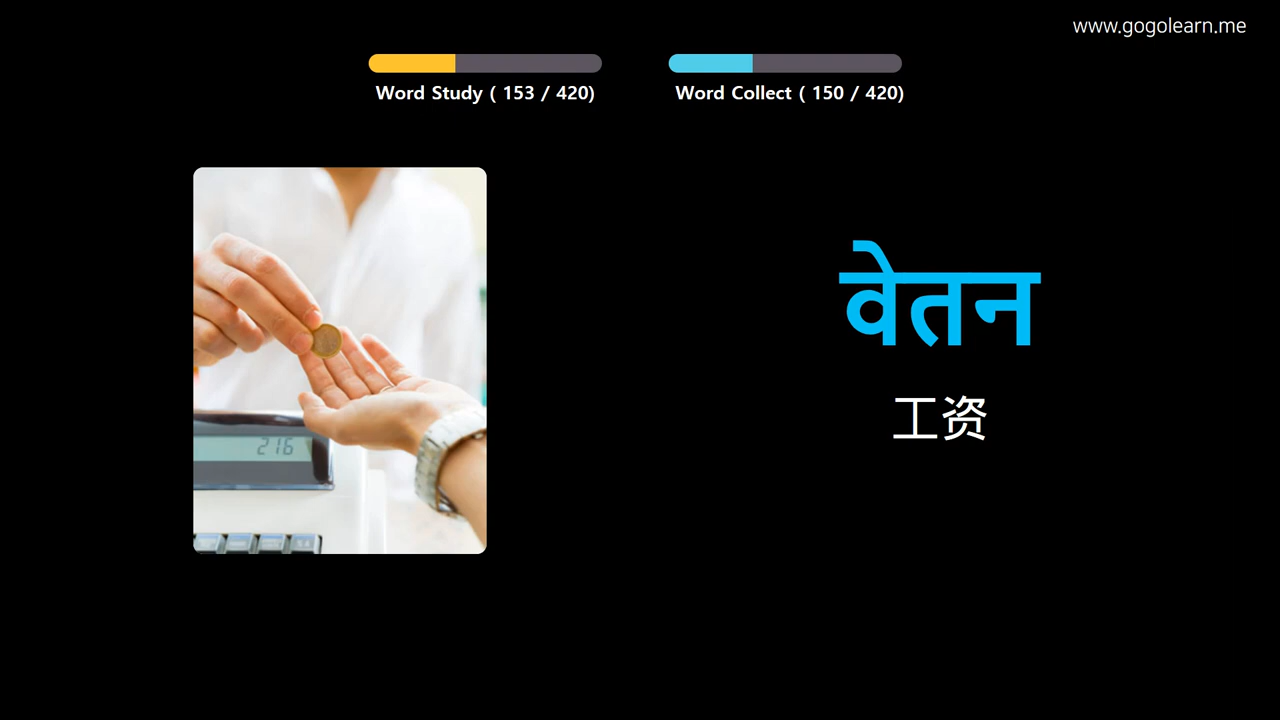 www.gogolearn.me
Word Study ( 153 / 420)
Word Collect ( 150 / 420)
वेतन
工资
216